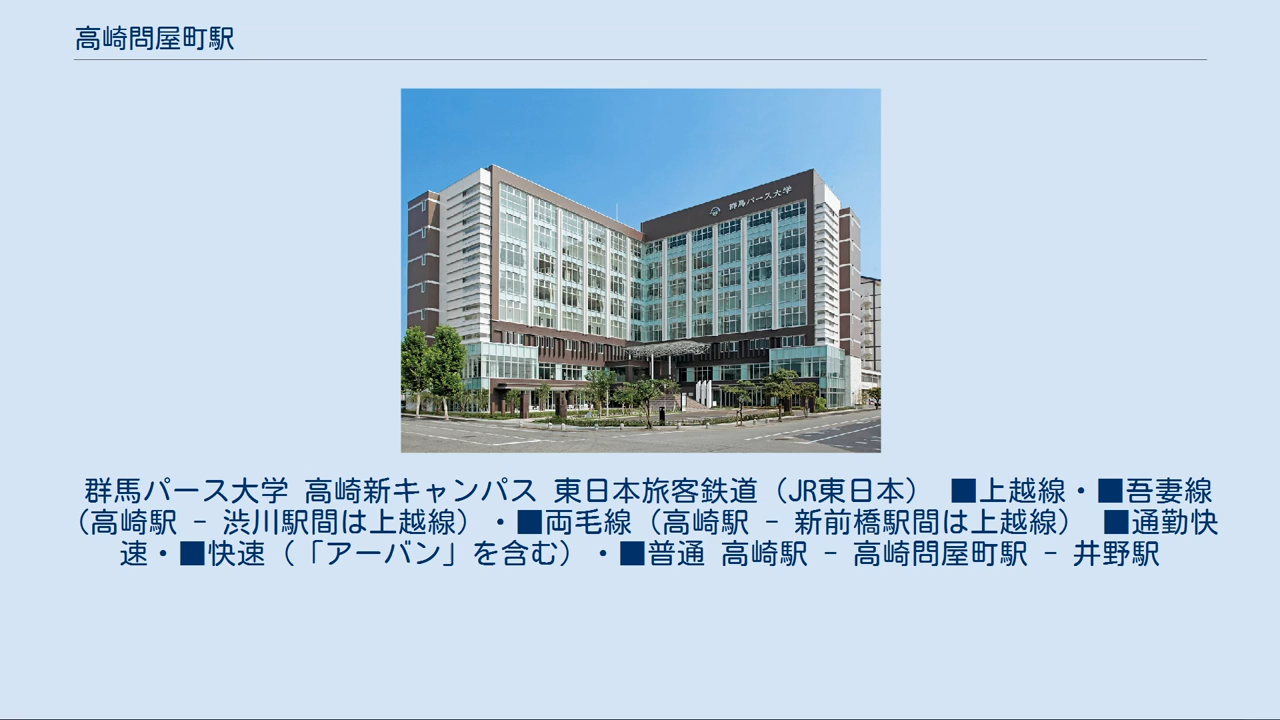 高崎問屋町駅
群馬パース大学
群馬パース大学 高崎新キャンパス 東日本旅客鉄道（JR東日本） ■上越線・■吾妻線
（高崎駅 - 渋川駅間は上越線）・■両毛線（高崎駅 - 新前橋駅間は上越線） ■通勤快
速・■快速（「アーバン」を含む）・■普通 高崎駅 - 高崎問屋町駅 - 井野駅